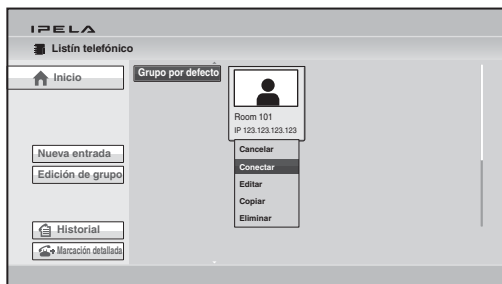 IPELA
Listín telefónico
Inicio
Grupo por defecto
Room 101
IP 123.123.123.123
Cancelar
Conectar
Editar
Copiar
Eliminar
Nueva entrada
Edición de grupo
Historial
Marcación detallada